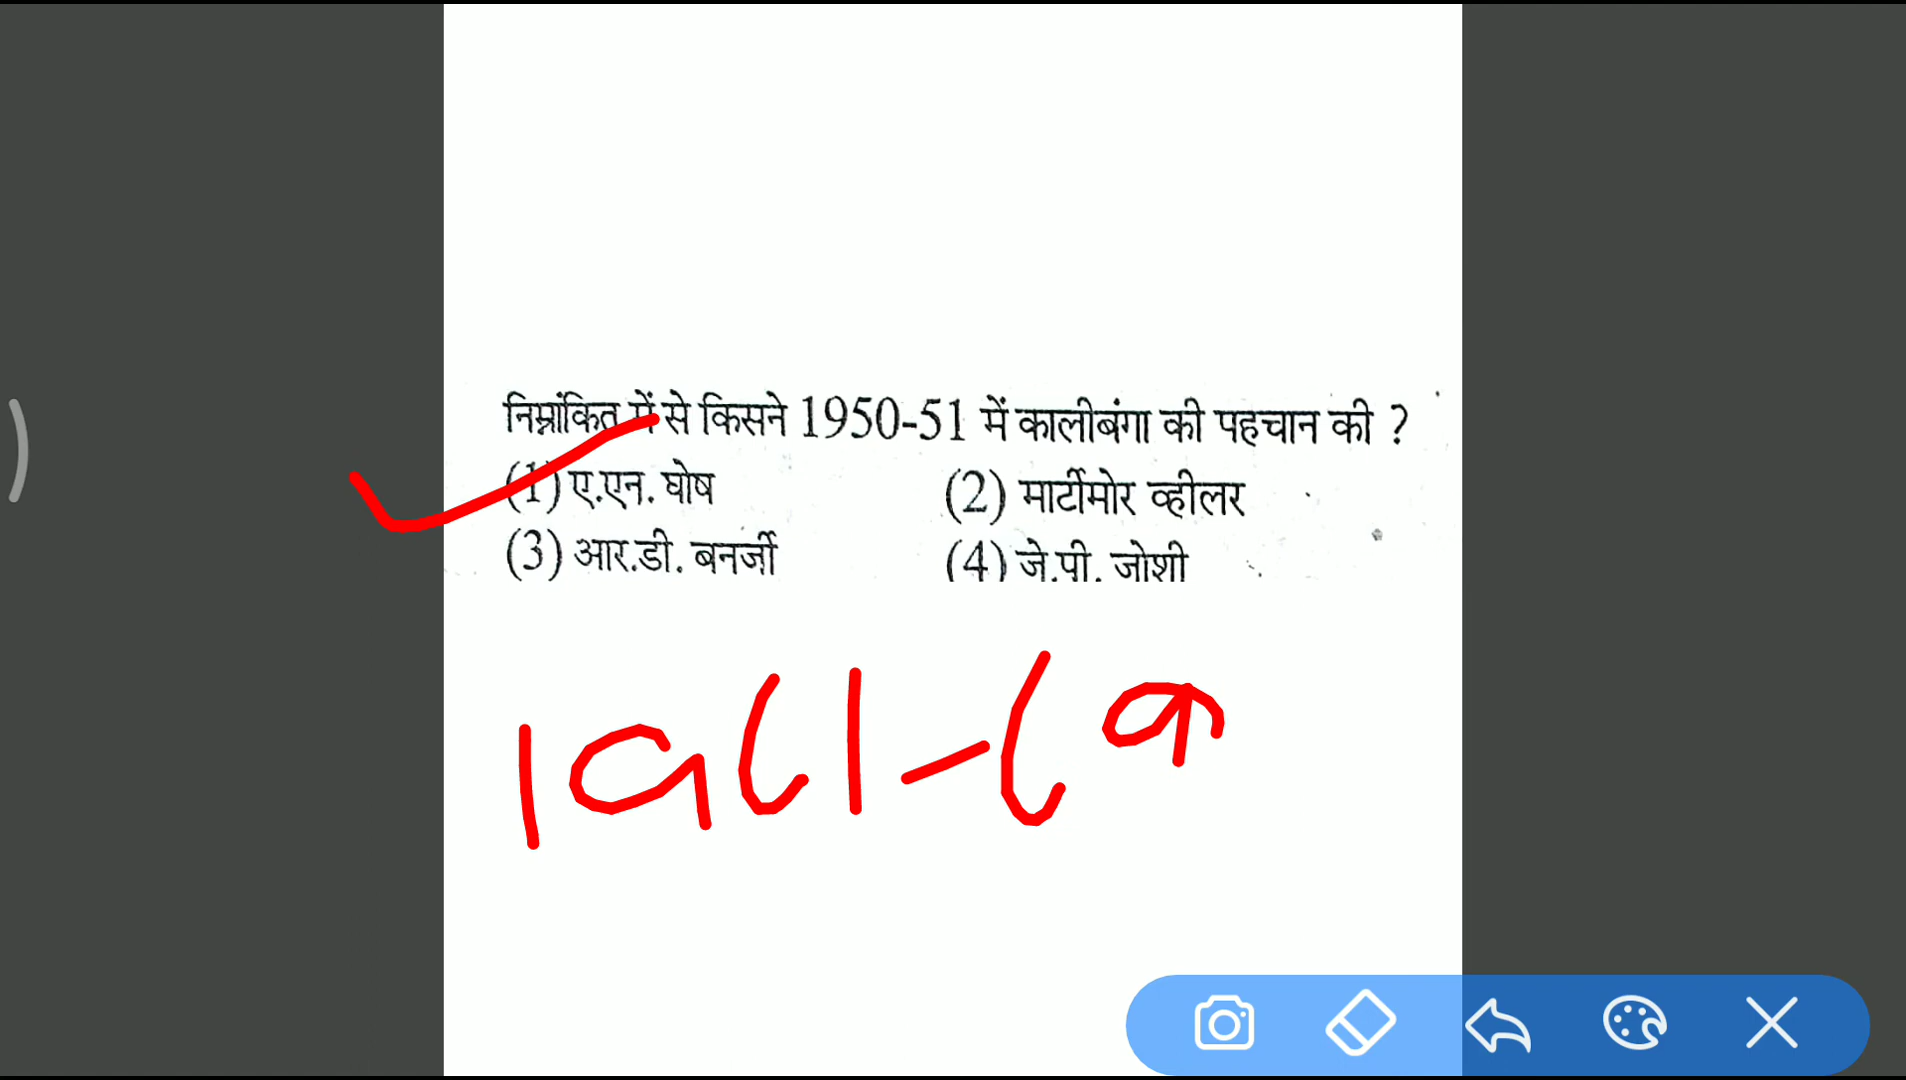 निम्नांकित में से किसने 1950-51 में कालीबंगा की पहचान की ?
(1) ए.एन. घोष (2) मार्टीमोर व्हीलर
(3) आर.डी. बनर्जी (4) जे.पी. जोशी
1961-69